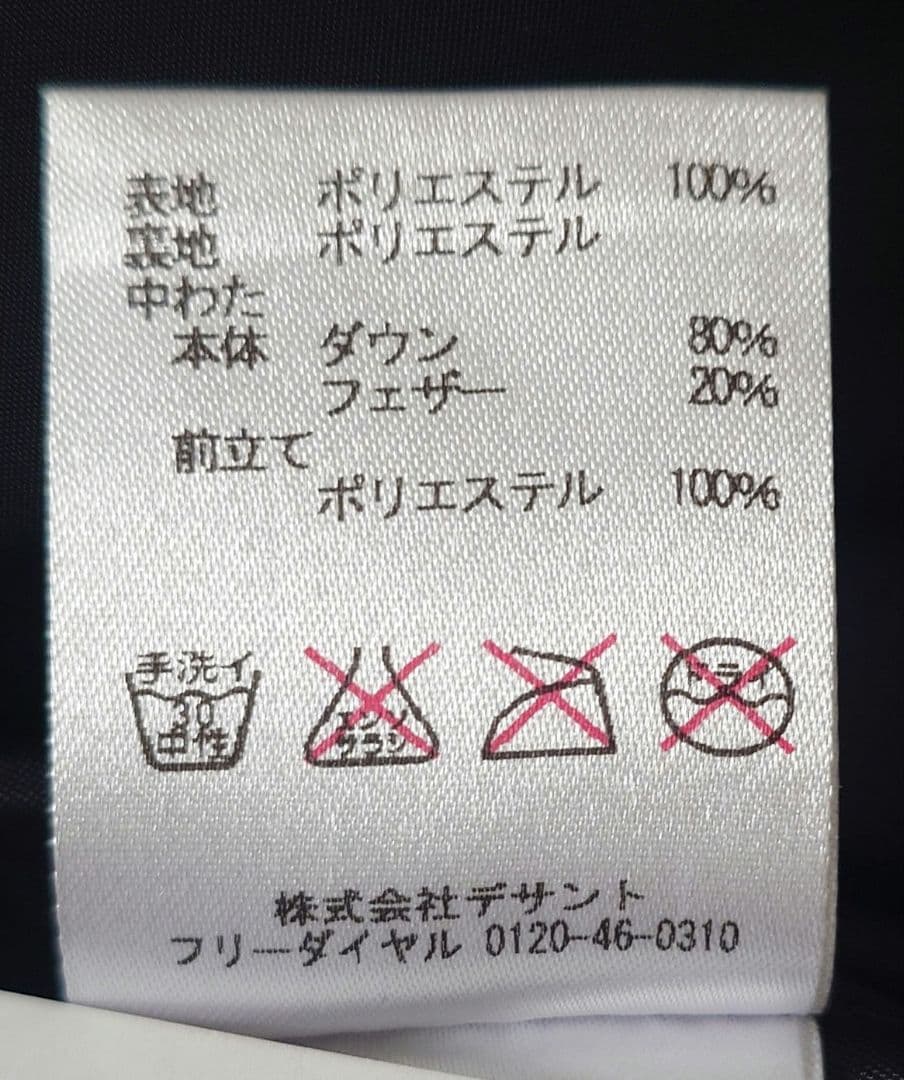 表地 ポリエステル 100%
裏地 ポリエステル
中わた
本体 ダウン 80%
フェザー 20%
前立て
ポリエステル 100%
手洗イ
30
中性
エンソ
サラシ
ドライ
株式会社デサント
フリーダイヤル 0120-46-0310